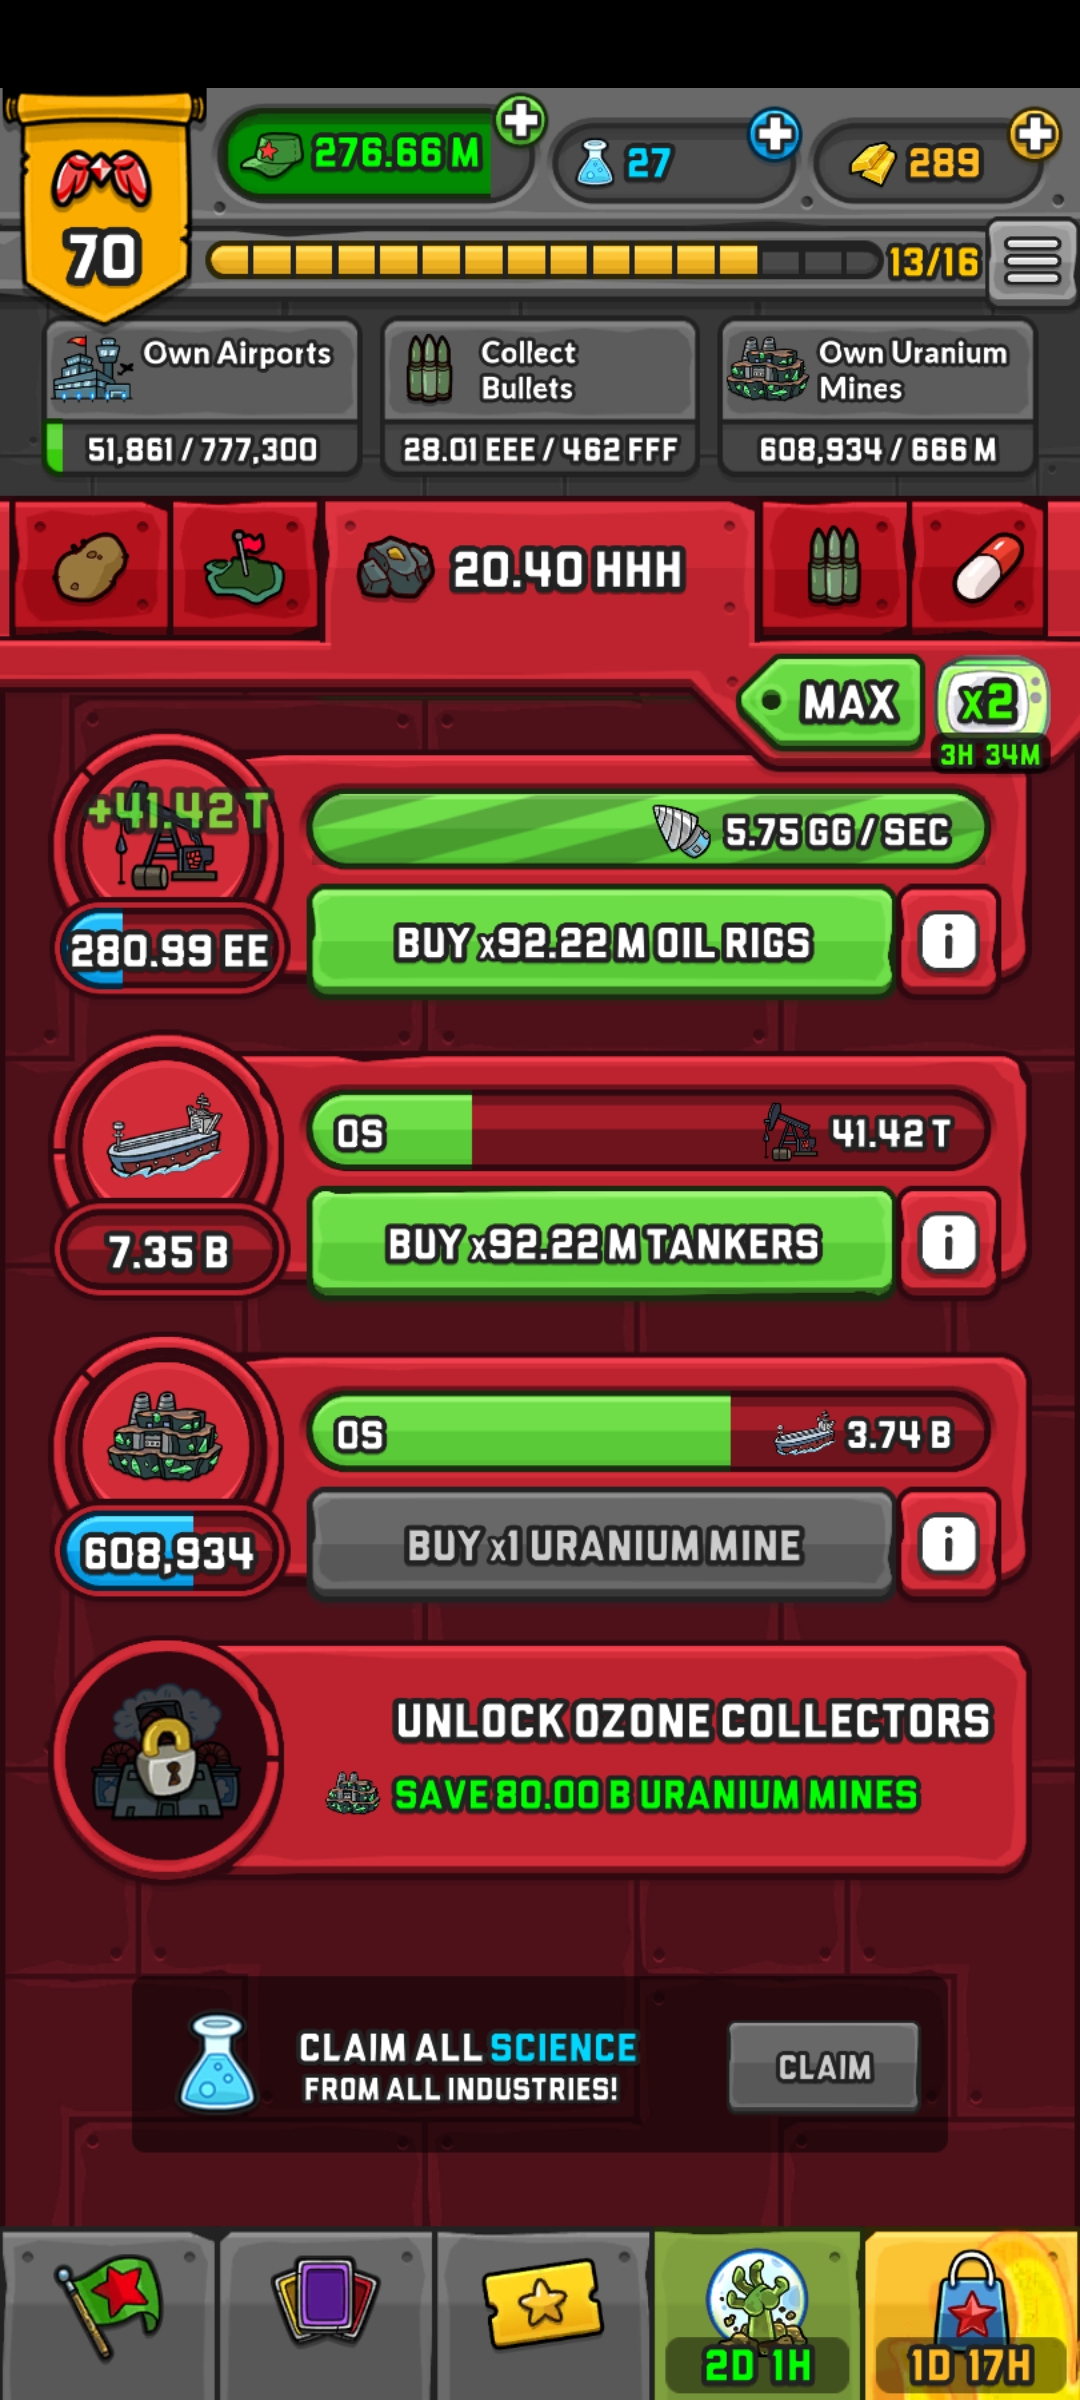 276.66 M
27
289
70
13/16
Own Airports
51,861 / 777,300
Collect
Bullets
28.01 EEE / 462 FFF
Own Uranium
Mines
608,934 / 666 M
20.40 HHH
MAX
x2
3H 34M
+41.42 T
5.75 GG / SEC
280.99 EE
BUY x92.22 M OIL RIGS
i
0S
41.42 T
7.35 B
BUY x92.22 M TANKERS
i
0S
3.74 B
608,934
BUY x1 URANIUM MINE
i
UNLOCK OZONE COLLECTORS
SAVE 80.00 B URANIUM MINES
CLAIM ALL SCIENCE
FROM ALL INDUSTRIES!
CLAIM
2D 1H
1D 17H